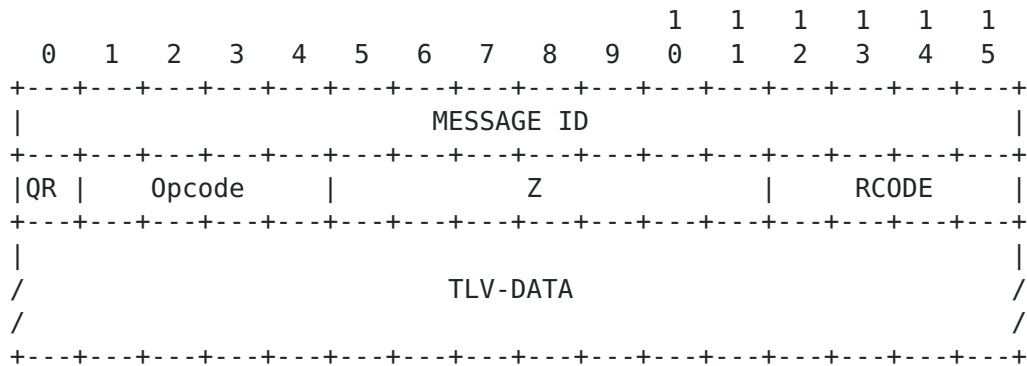 1 1 1 1 1 1
0 1 2 3 4 5 6 7 8 9 0 1 2 3 4 5
+---+---+---+---+---+---+---+---+---+---+---+---+---+---+---+---+
| MESSAGE ID |
+---+---+---+---+---+---+---+---+---+---+---+---+---+---+---+---+
|QR | Opcode | Z | RCODE |
+---+---+---+---+---+---+---+---+---+---+---+---+---+---+---+---+
| |
/ TLV-DATA /
/ /
+---+---+---+---+---+---+---+---+---+---+---+---+---+---+---+---+